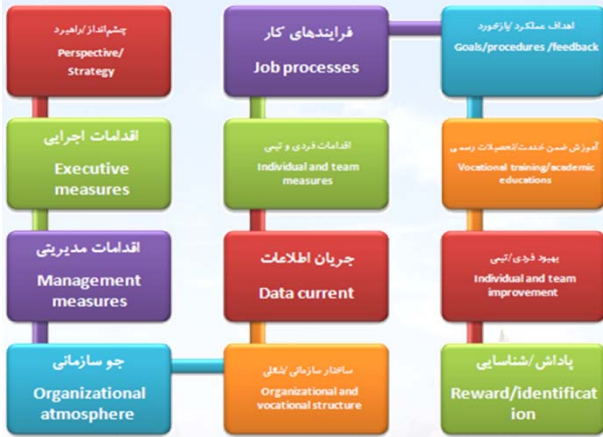 چشم‌انداز/راهبرد
Perspective/
Strategy
اقدامات اجرایی
Executive
measures
اقدامات مدیریتی
Management
measures
جو سازمانی
Organizational
atmosphere
ساختار سازمانی/شغلی
Organizational and
vocational structure
جریان اطلاعات
Data current
اقدامات فردی و تیمی
Individual and team
measures
فرایندهای کار
Job processes
اهداف عملکرد/بازخورد
Goals/procedures /feedback
آموزش ضمن خدمت/تحصیلات رسمی
Vocational training/academic
educations
بهبود فردی/تیمی
Individual and team
improvement
پاداش/شناسایی
Reward/identificat
ion